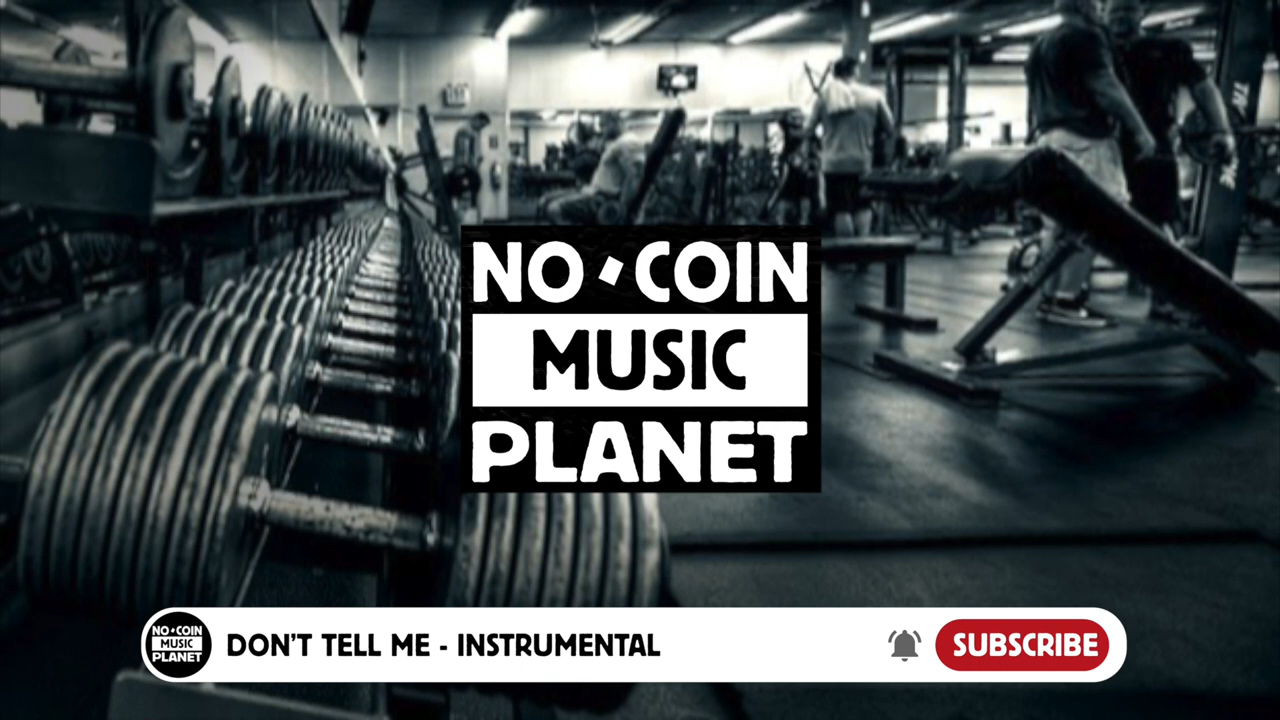 NO·COIN
MUSIC
PLANET
NO·COIN
MUSIC
PLANET
DON'T TELL ME - INSTRUMENTAL
SUBSCRIBE